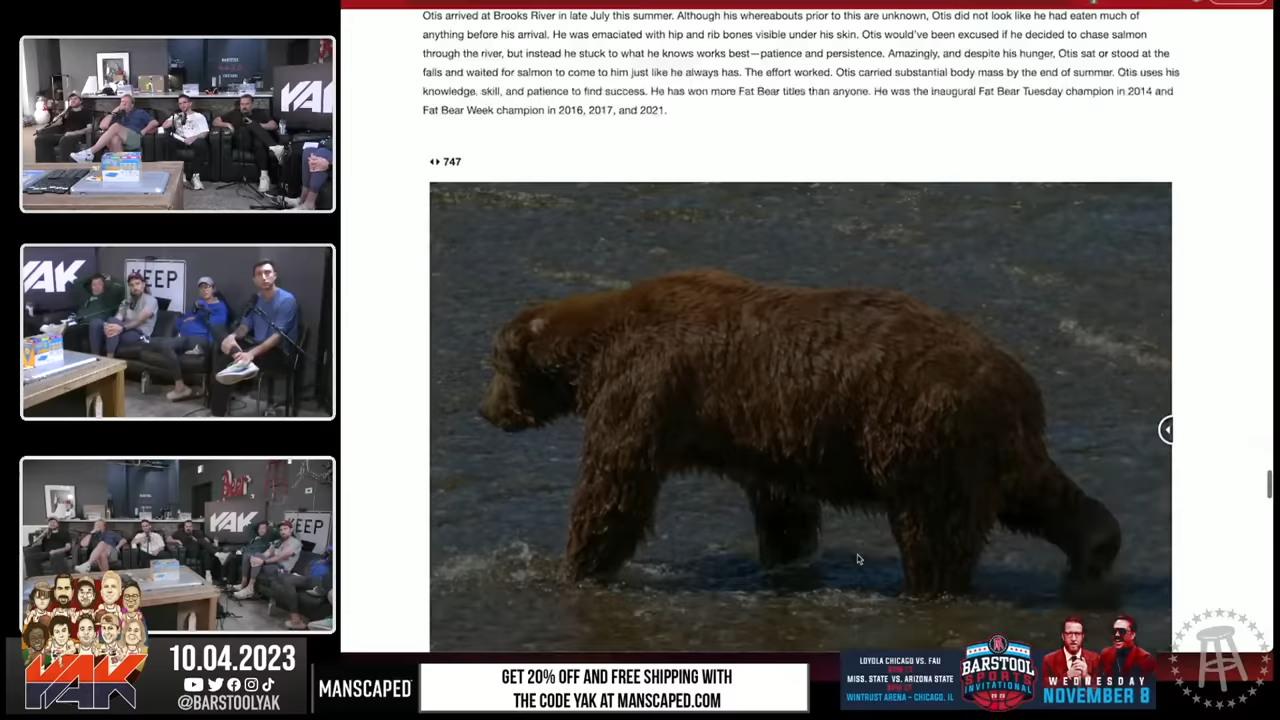 Otis arrived at Brooks River in late July this summer. Although his whereabouts prior to this are unknown, Otis did not look like he had eaten much of
anything before his arrival. He was emaciated with hip and rib bones visible under his skin. Otis would've been excused if he decided to chase salmon
through the river, but instead he stuck to what he knows works best—patience and persistence. Amazingly, and despite his hunger, Otis sat or stood at the
falls and waited for salmon to come to him just like he always has. The effort worked. Otis carried substantial body mass by the end of summer. Otis uses his
knowledge, skill, and patience to find success. He has won more Fat Bear titles than anyone. He was the inaugural Fat Bear Tuesday champion in 2014 and
Fat Bear Week champion in 2016, 2017, and 2021.
747
YAK
YAK
KEEP
Beer
YAK
KEEP
YAK
10.04.2023
@BARSTOOLYAK
MANSCAPED
GET 20% OFF AND FREE SHIPPING WITH
THE CODE YAK AT MANSCAPED.COM
LOYOLA CHICAGO VS. FAU
MISS. STATE VS. ARIZONA STATE
WINTRUST ARENA - CHICAGO, IL
BARSTOOL
SPORTS
INVITATIONAL
2023
WEDNESDAY
NOVEMBER 8